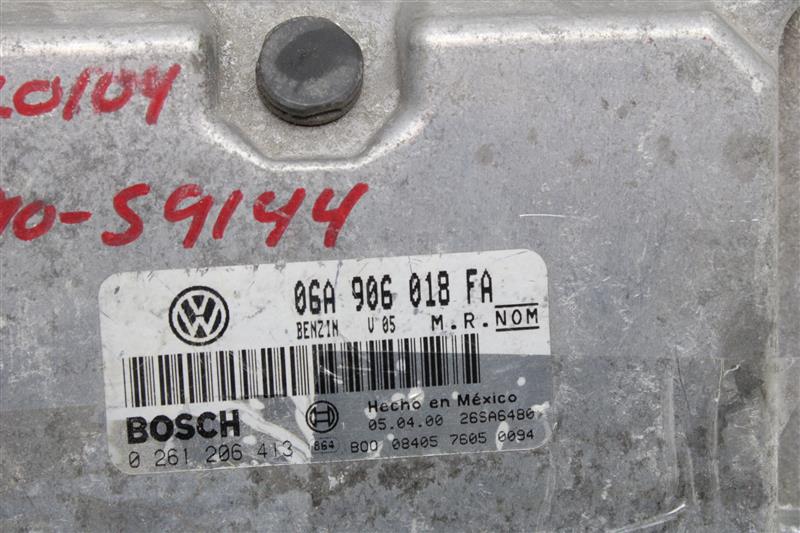 20104
90-S9144
06A 906 018 FA
BENZIN V05 M.R. NOM
BOSCH
Hecho en México
05.04.00 26SA6480
0 261 206 413
864 B00 08405 7605 0094